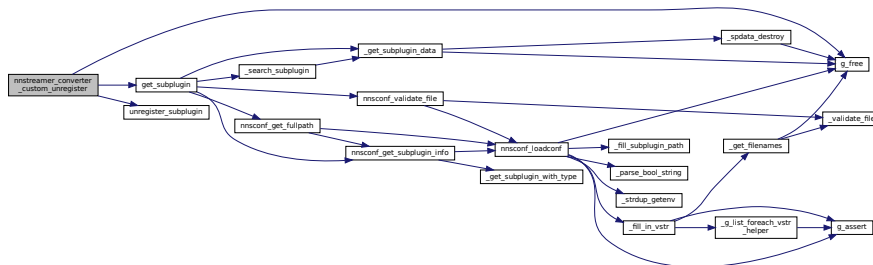 nnstreamer_converter
_custom_unregister
get_subplugin
unregister_subplugin
_search_subplugin
_get_subplugin_data
nnsconf_validate_file
nnsconf_get_fullpath
nnsconf_get_subplugin_info
_get_subplugin_with_type
nnsconf_loadconf
_fill_subplugin_path
_parse_bool_string
_strdup_getenv
_fill_in_vstr
_spdata_destroy
g_free
_validate_file
_get_filenames
_g_list_foreach_vstr
_helper
g_assert